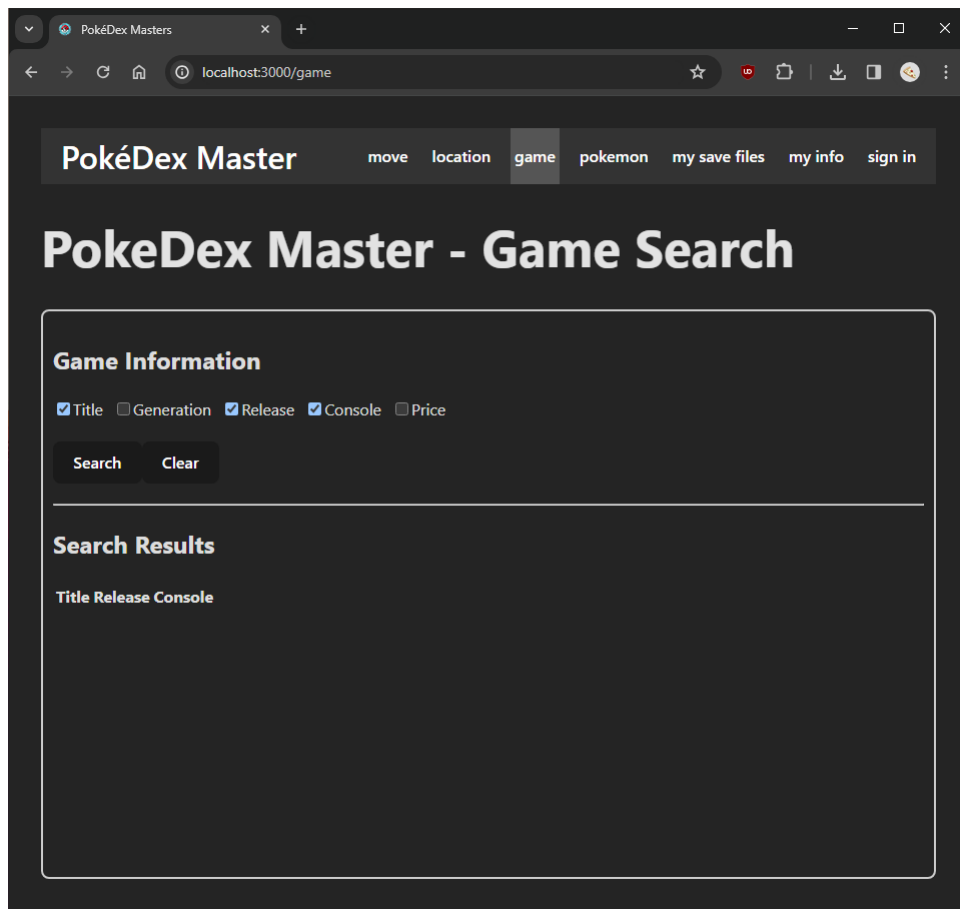 PokéDex Masters
localhost:3000/game
UD
PokéDex Master move location game pokemon my save files my info sign in
PokeDex Master - Game Search
Game Information
Title Generation Release Console Price
Search Clear
Search Results
Title Release Console